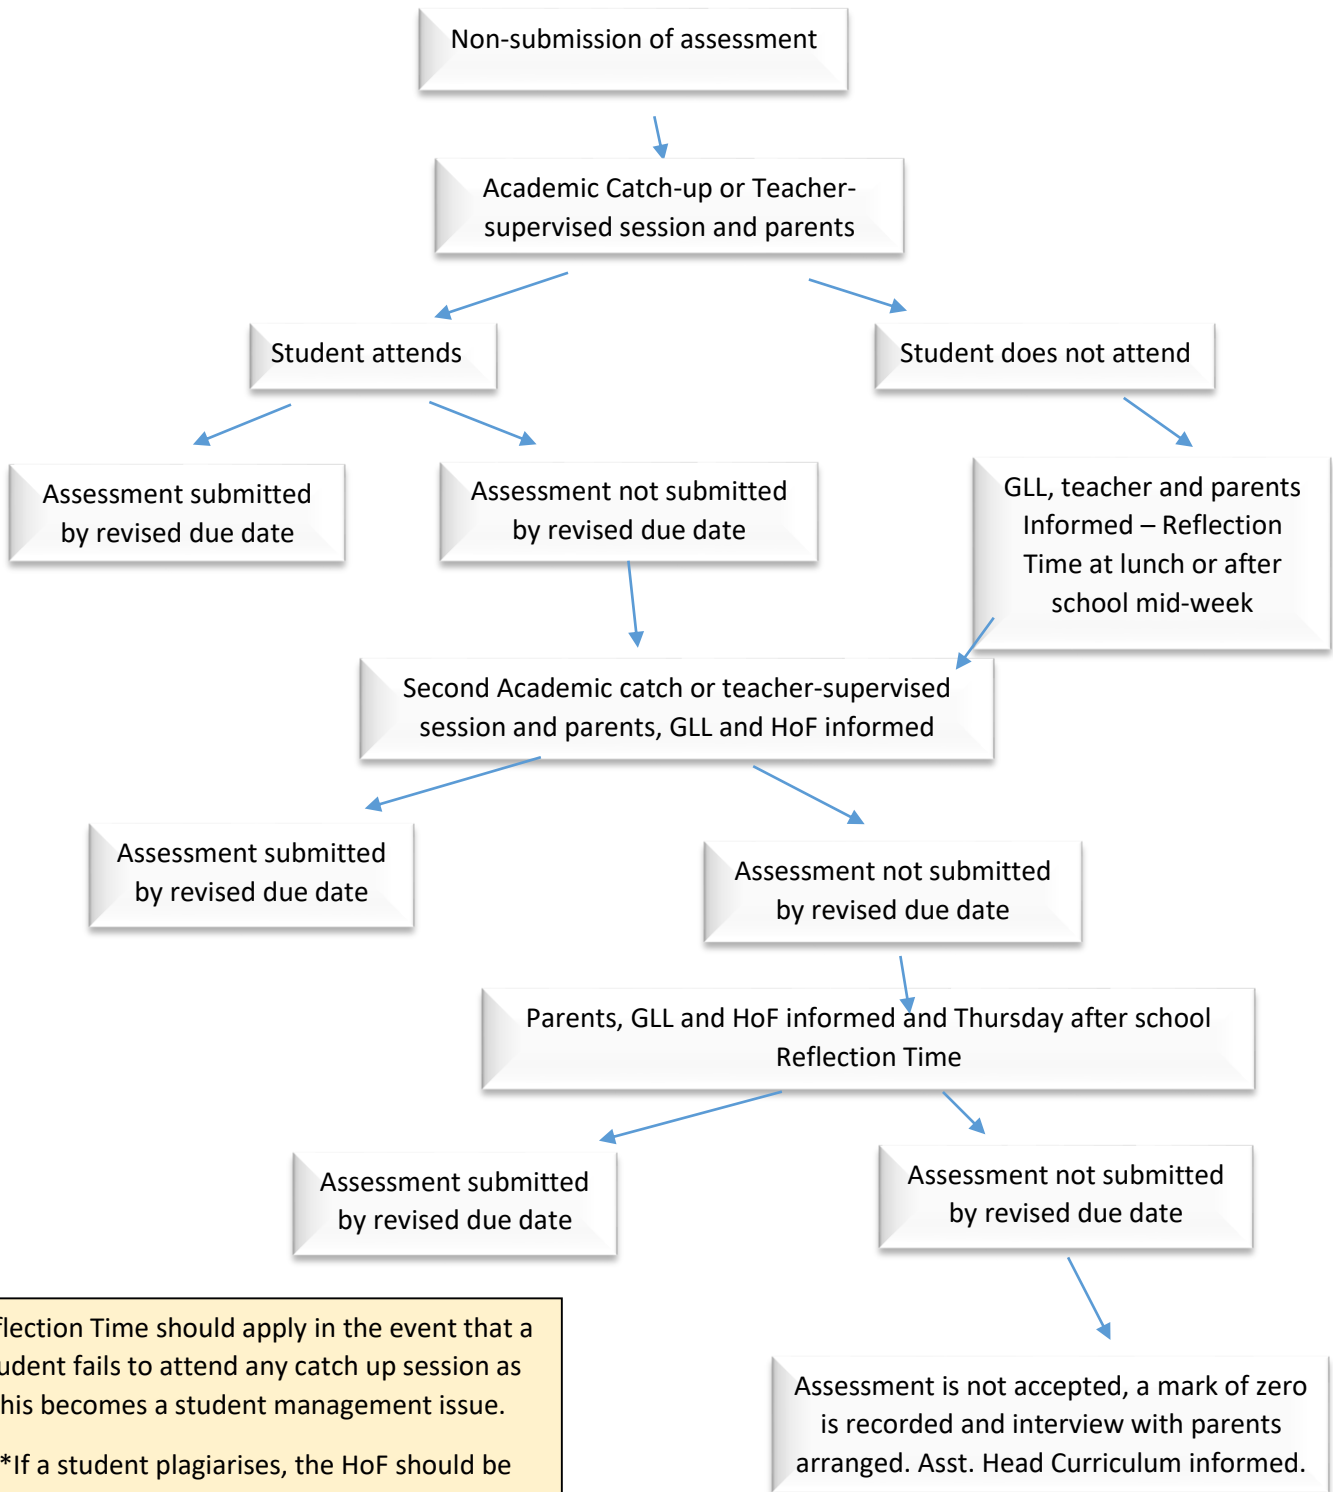 Non-submission of assessment
Academic Catch-up or Teacher-
supervised session and parents
Student attends
Student does not attend
Assessment submitted
by revised due date
Assessment not submitted
by revised due date
GLL, teacher and parents
Informed – Reflection
Time at lunch or after
school mid-week
Second Academic catch or teacher-supervised
session and parents, GLL and HoF informed
Assessment submitted
by revised due date
Assessment not submitted
by revised due date
Parents, GLL and HoF informed and Thursday after school
Reflection Time
Assessment submitted
by revised due date
Assessment not submitted
by revised due date
flection Time should apply in the event that a
udent fails to attend any catch up session as
his becomes a student management issue.
*If a student plagiarises, the HoF should be
Assessment is not accepted, a mark of zero
is recorded and interview with parents
arranged. Asst. Head Curriculum informed.